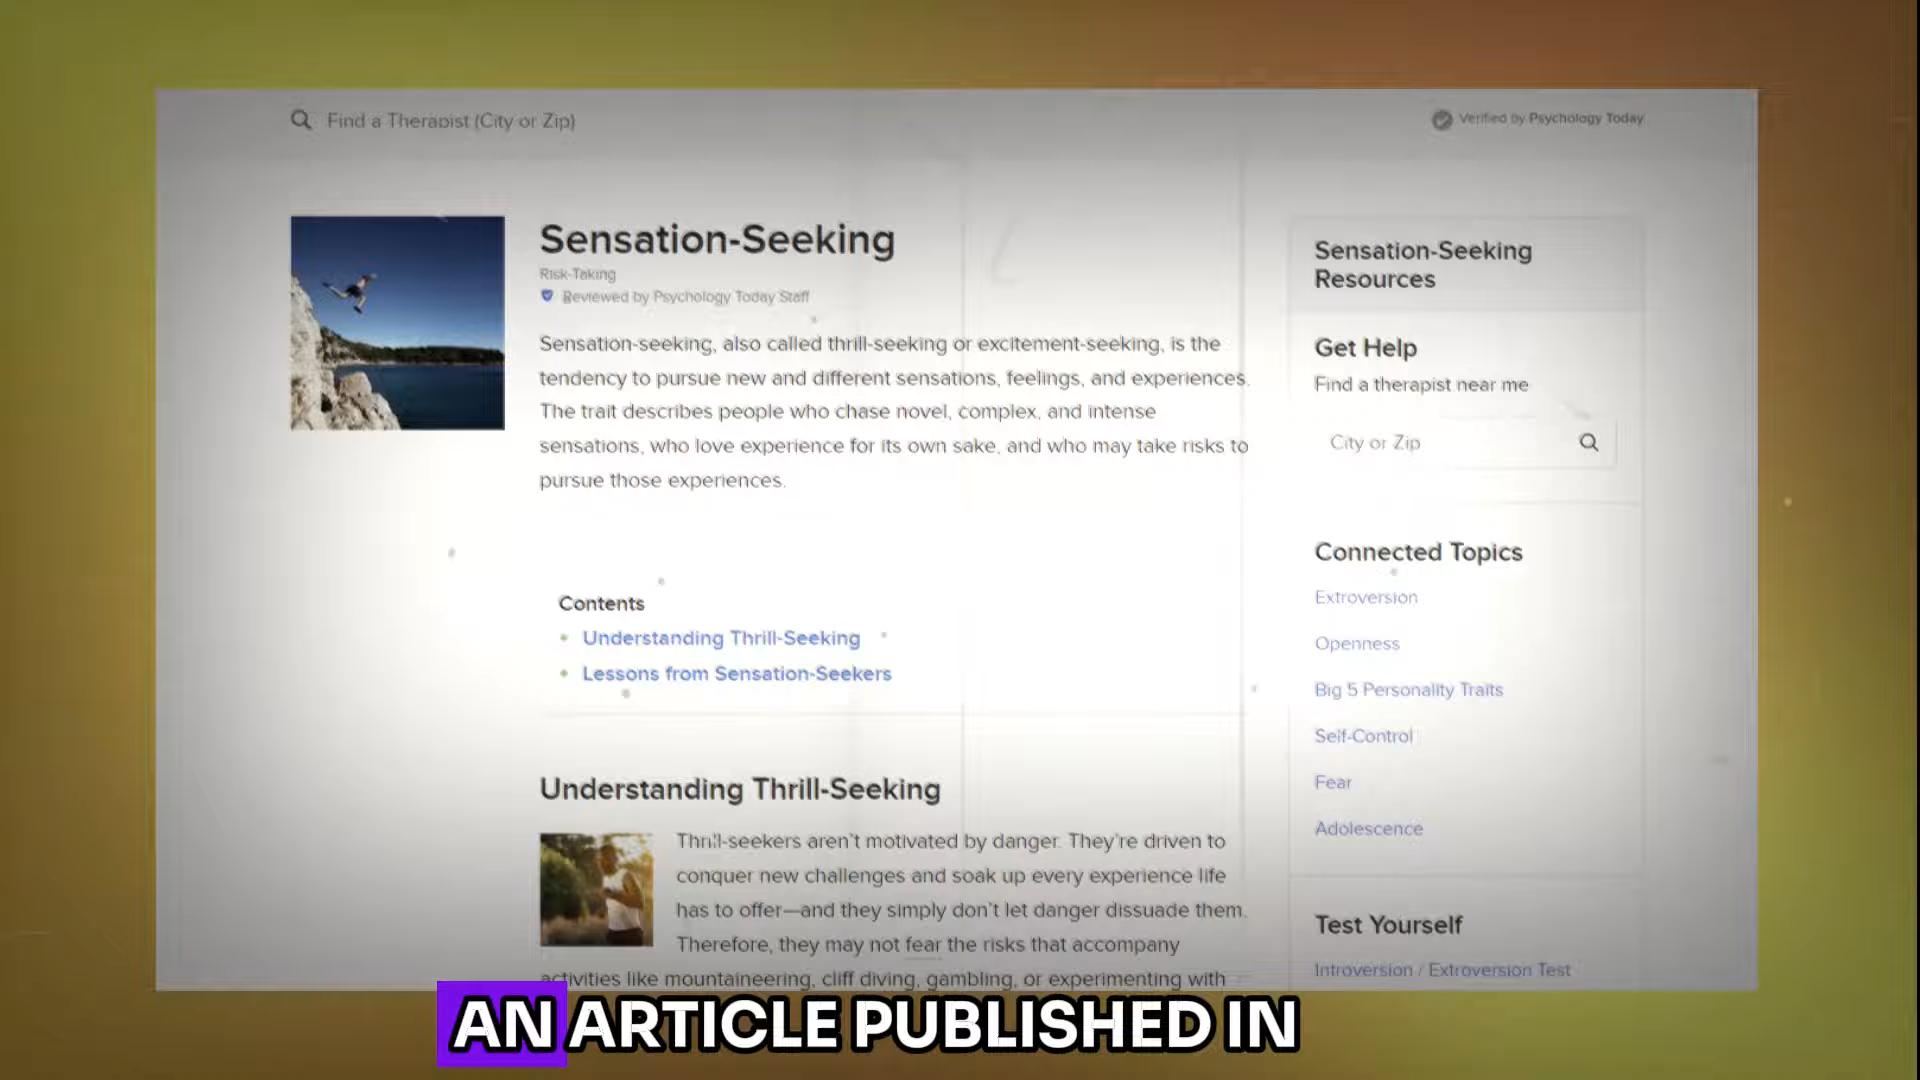 Find a Therapist (City or Zip)
Verified by Psychology Today
Sensation-Seeking
Risk-Taking
Reviewed by Psychology Today Staff
Sensation-seeking, also called thrill-seeking or excitement-seeking, is the
tendency to pursue new and different sensations, feelings, and experiences.
The trait describes people who chase novel, complex, and intense
sensations, who love experience for its own sake, and who may take risks to
pursue those experiences.
Contents
Understanding Thrill-Seeking
Lessons from Sensation-Seekers
Understanding Thrill-Seeking
Thrill-seekers aren't motivated by danger. They're driven to
conquer new challenges and soak up every experience life
has to offer—and they simply don't let danger dissuade them.
Therefore, they may not fear the risks that accompany
activities like mountaineering, cliff diving, gambling, or experimenting with
Sensation-Seeking
Resources
Get Help
Find a therapist near me
City or Zip
Connected Topics
Extroversion
Openness
Big 5 Personality Traits
Self-Control
Fear
Adolescence
Test Yourself
Introversion / Extroversion Test
AN ARTICLE PUBLISHED IN